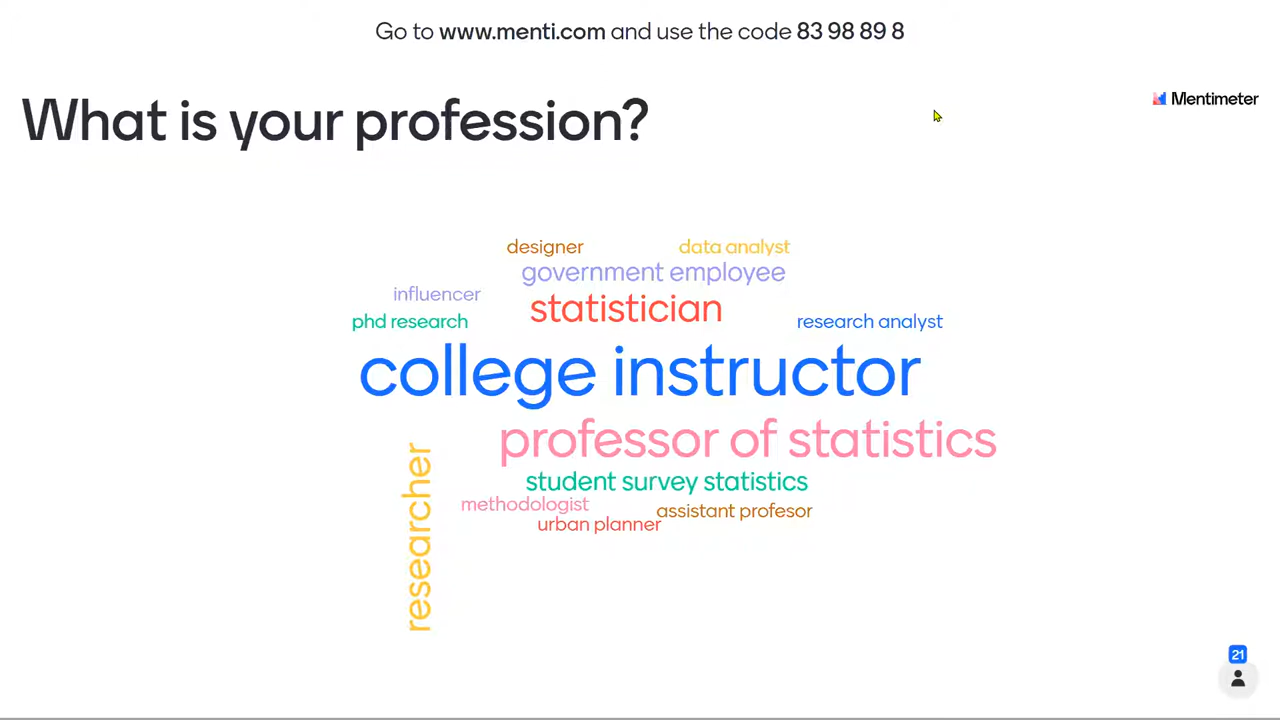 Go to www.menti.com and use the code 83 98 89 8
Mentimeter
What is your profession?
designer
data analyst
government employee
influencer
statistician
phd research
research analyst
college instructor
professor of statistics
researcher
student survey statistics
methodologist
assistant profesor
urban planner
21